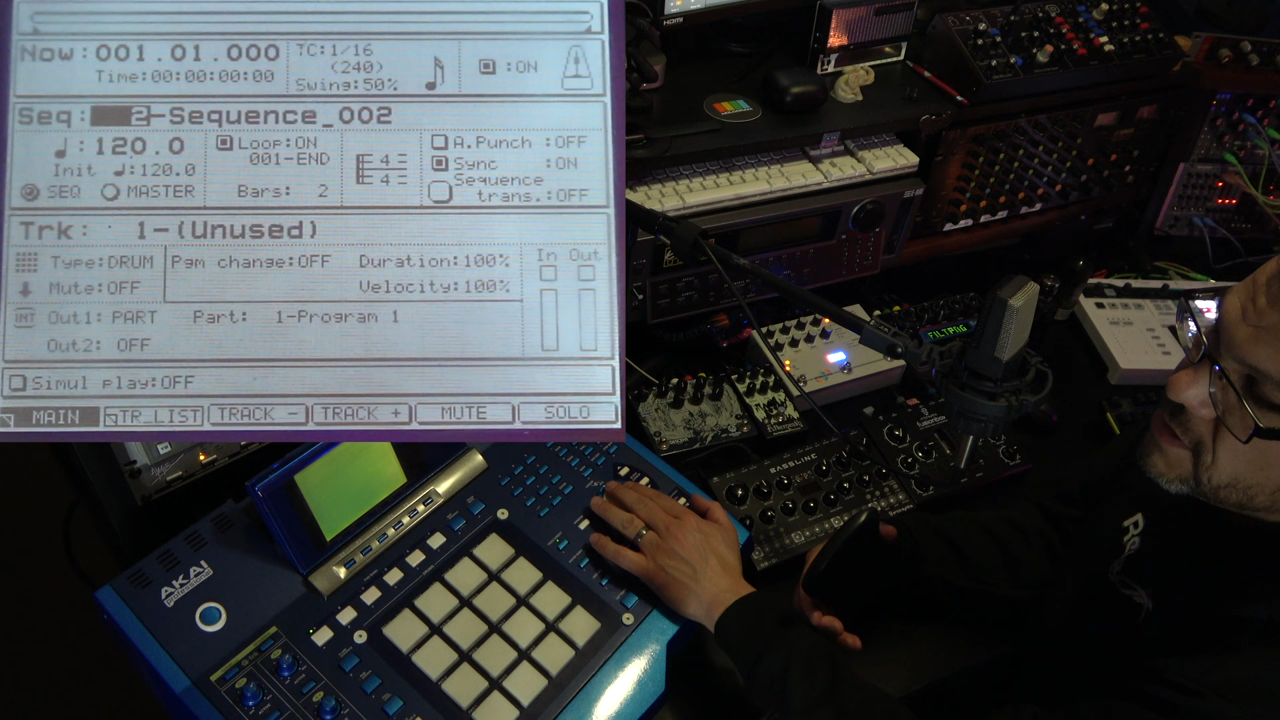 Now:001.01.000
Time:00:00:00:00
TC:1/16
(240)
Swing:50%
:ON
Seq: 2-Sequence_002
♩:120.0
Init ♩:120.0
SEQ MASTER
Loop:ON
001-END
Bars: 2
4
4
A.Punch :OFF
Sync :ON
Sequence
trans.:OFF
Trk: 1-(Unused)
Type:DRUM
Mute:OFF
Pgm change:OFF
Duration:100%
Velocity:100%
In Out
INT
Out1: PART
Part: 1-Program 1
Out2: OFF
Simul play:OFF
MAIN
TR_LIST
TRACK -
TRACK +
MUTE
SOLO
HDMI
FILTPRG
BASSLINE
AKAI
professional